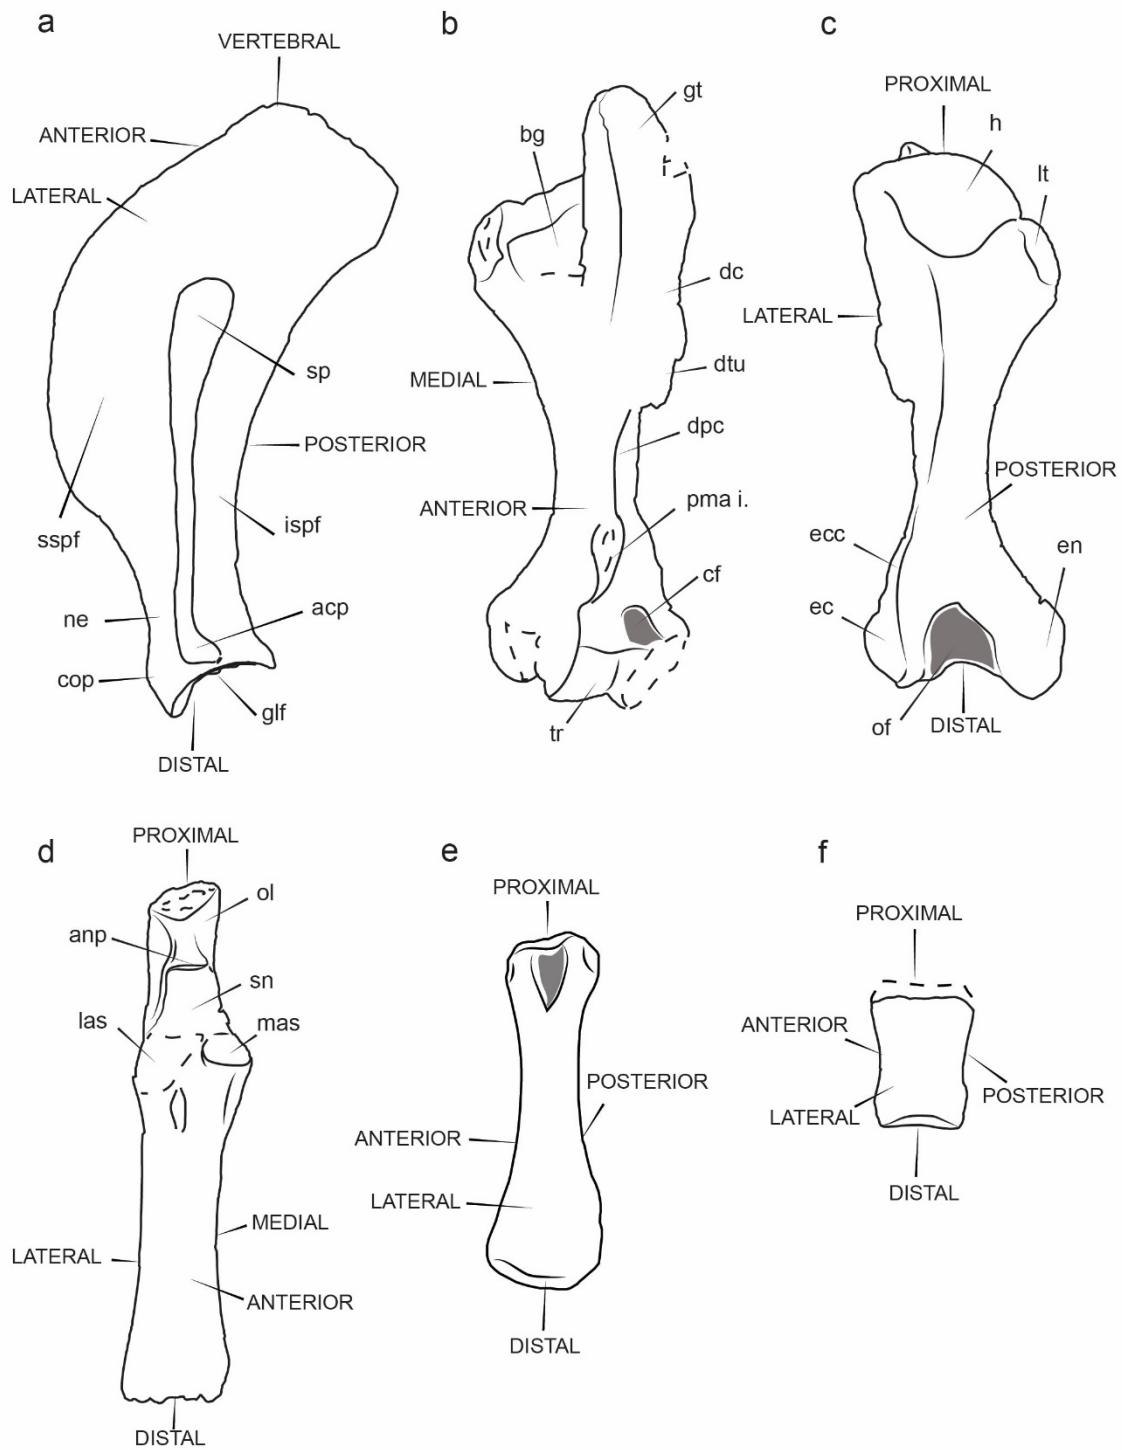 a
VERTEBRAL
ANTERIOR
LATERAL
sp
POSTERIOR
sspf
ispf
ne
acp
cop
glf
DISTAL
b
gt
bg
dc
dtu
MEDIAL
dpc
ANTERIOR
pma i.
cf
tr
c
PROXIMAL
h
lt
LATERAL
POSTERIOR
ecc
en
ec
of
DISTAL
d
PROXIMAL
ol
anp
sn
las
mas
MEDIAL
LATERAL
ANTERIOR
DISTAL
e
PROXIMAL
POSTERIOR
ANTERIOR
LATERAL
DISTAL
f
PROXIMAL
ANTERIOR
POSTERIOR
LATERAL
DISTAL